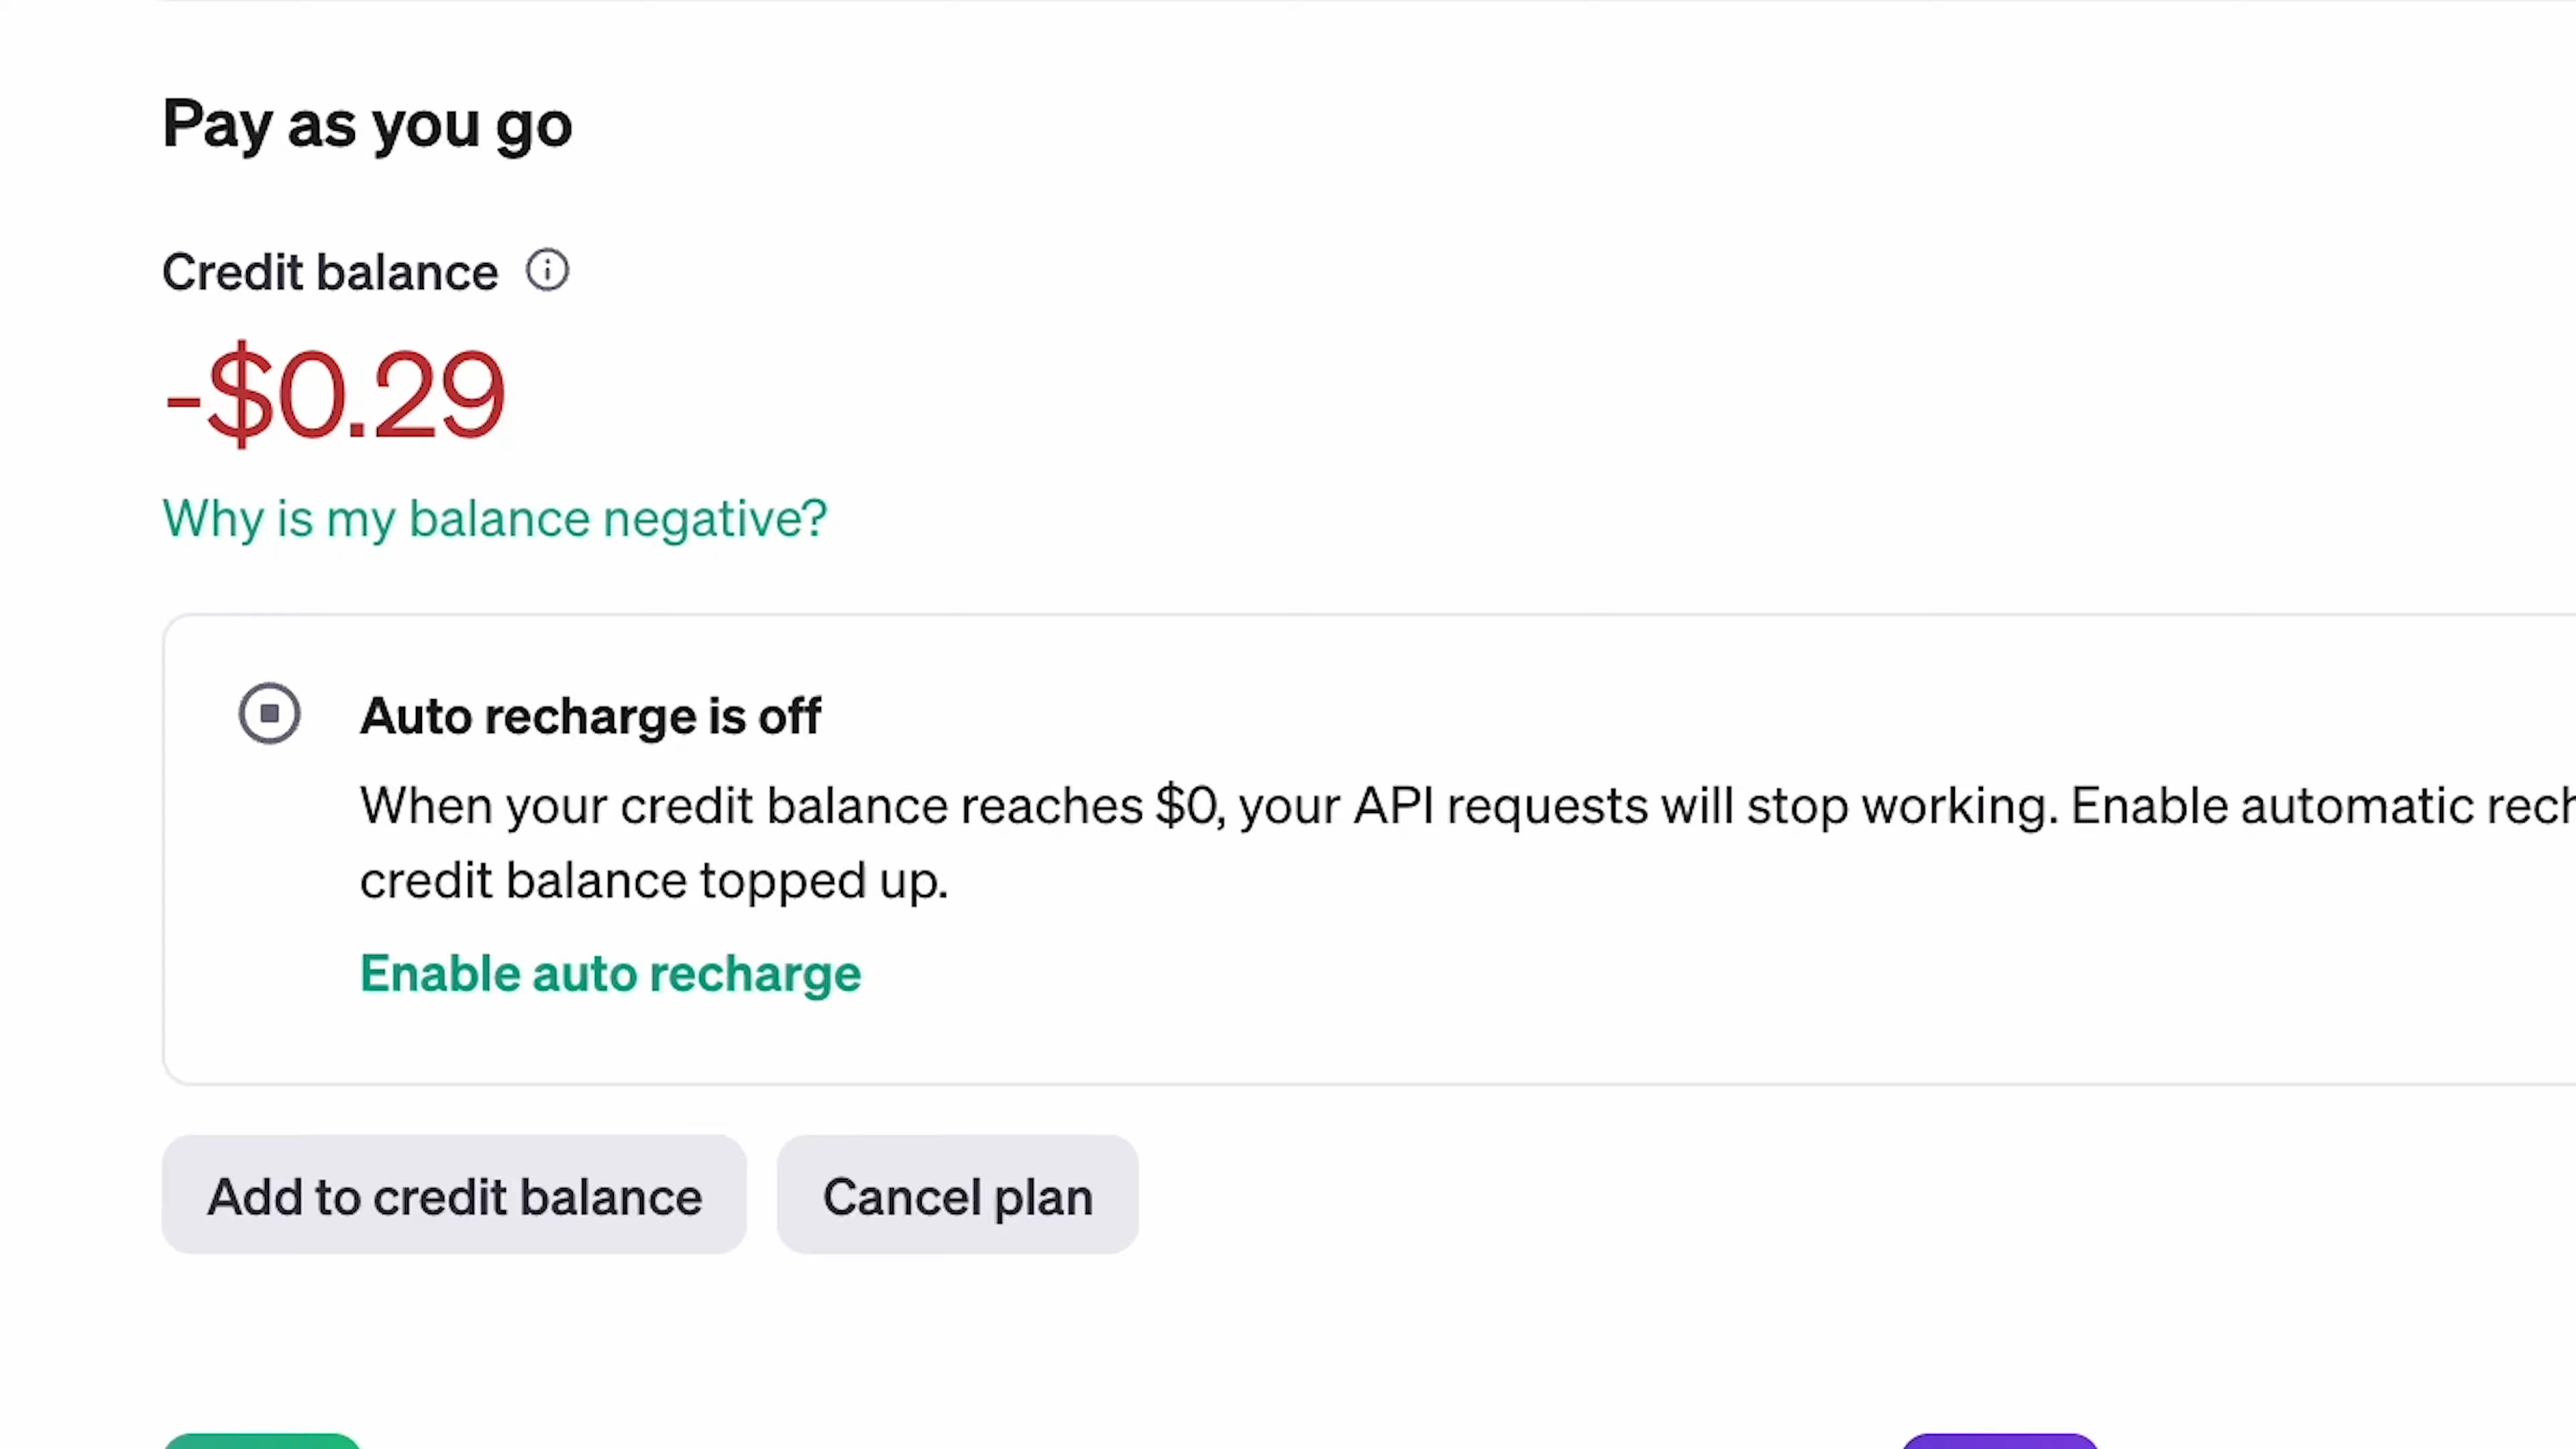 Pay as you go
Credit balance
-$0.29
Why is my balance negative?
Auto recharge is off
When your credit balance reaches $0, your API requests will stop working. Enable automatic
credit balance topped up.
Enable auto recharge
Add to credit balance
Cancel plan